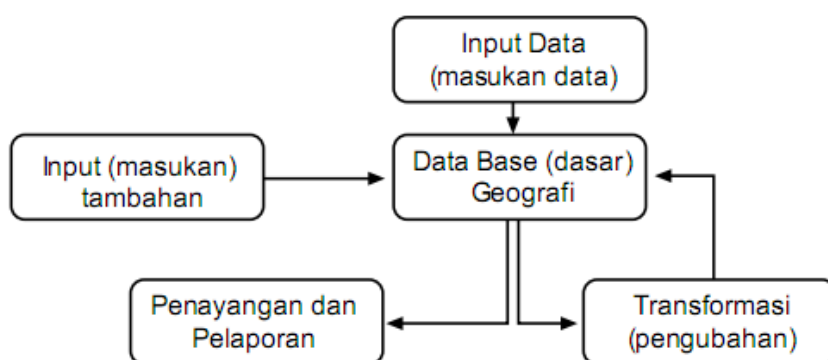 Input Data
(masukan data)
Input (masukan)
tambahan
Data Base (dasar)
Geografi
Penayangan dan
Pelaporan
Transformasi
(pengubahan)